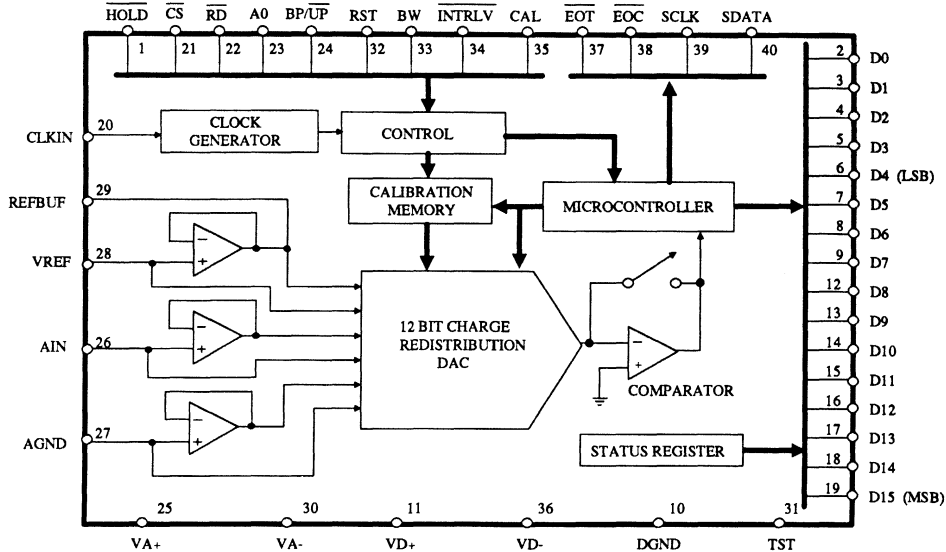 HOLD CS RD A0 BP/UP RST BW INTRLV CAL EOT EOC SCLK SDATA
1 21 22 23 24 32 33 34 35 37 38 39 40
2 D0
3 D1
4 D2
5 D3
6 D4 (LSB)
7 D5
8 D6
9 D7
12 D8
13 D9
14 D10
15 D11
16 D12
17 D13
18 D14
19 D15 (MSB)
CLKIN 20
CLOCK
GENERATOR
CONTROL
REFBUF 29
CALIBRATION
MEMORY
MICROCONTROLLER
VREF 28
−
+
AIN 26
−
+
12 BIT CHARGE
REDISTRIBUTION
DAC
−
+
COMPARATOR
AGND 27
−
+
STATUS REGISTER
25 30 11 36 10 31
VA+ VA- VD+ VD- DGND TST